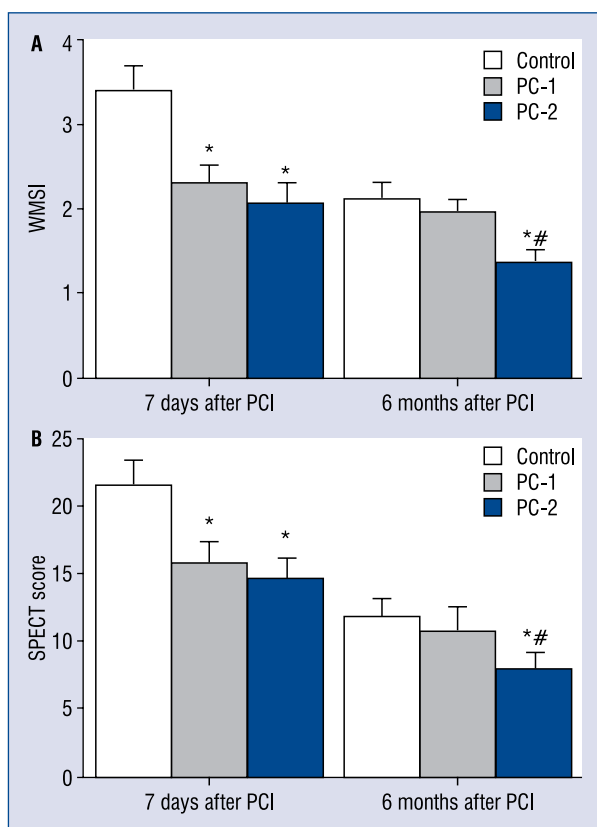 A
4
3
2
1
0
WMSI
Control
PC-1
PC-2
*
*
*#
7 days after PCI
6 months after PCI
B
25
20
15
10
5
0
SPECT score
Control
PC-1
PC-2
*
*
*#
7 days after PCI
6 months after PCI